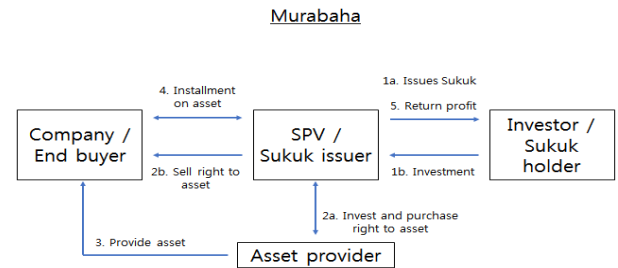 Murabaha
1a. Issues Sukuk
4. Installment
on asset
5. Return profit
Company /
End buyer
SPV /
Sukuk issuer
Investor /
Sukuk
holder
2b. Sell right to
asset
1b. Investment
2a. Invest and purchase
right to asset
3. Provide asset
Asset provider